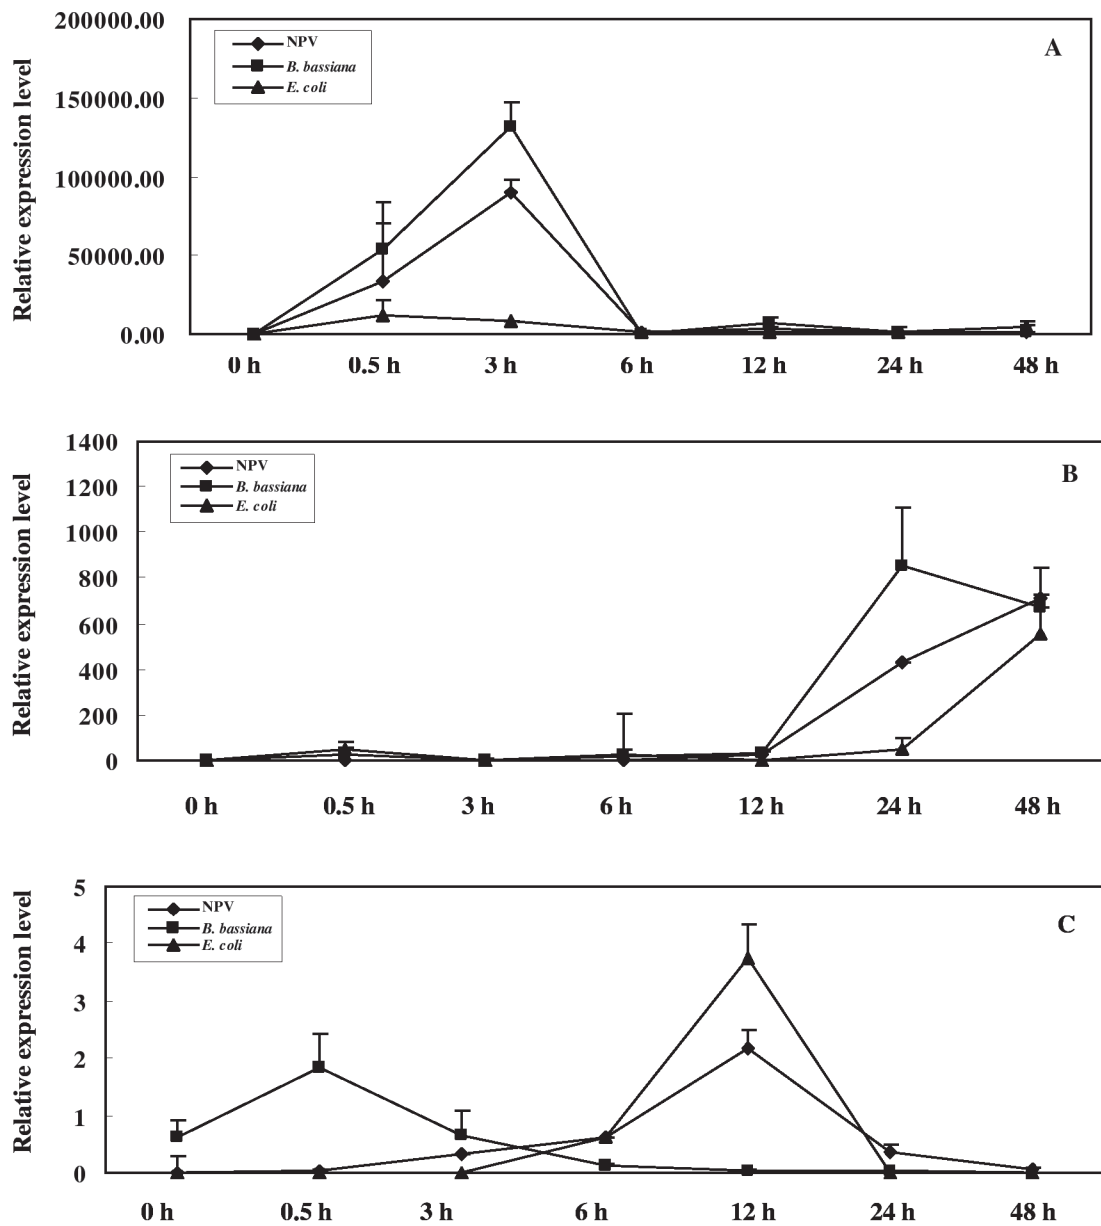 Relative expression level
200000.00
150000.00
100000.00
50000.00
0.00
NPV
B. bassiana
E. coli
A
0 h 0.5 h 3 h 6 h 12 h 24 h 48 h
Relative expression level
1400
1200
1000
800
600
400
200
0
NPV
B. bassiana
E. coli
B
0 h 0.5 h 3 h 6 h 12 h 24 h 48 h
Relative expression level
5
4
3
2
1
0
NPV
B. bassiana
E. coli
C
0 h 0.5 h 3 h 6 h 12 h 24 h 48 h